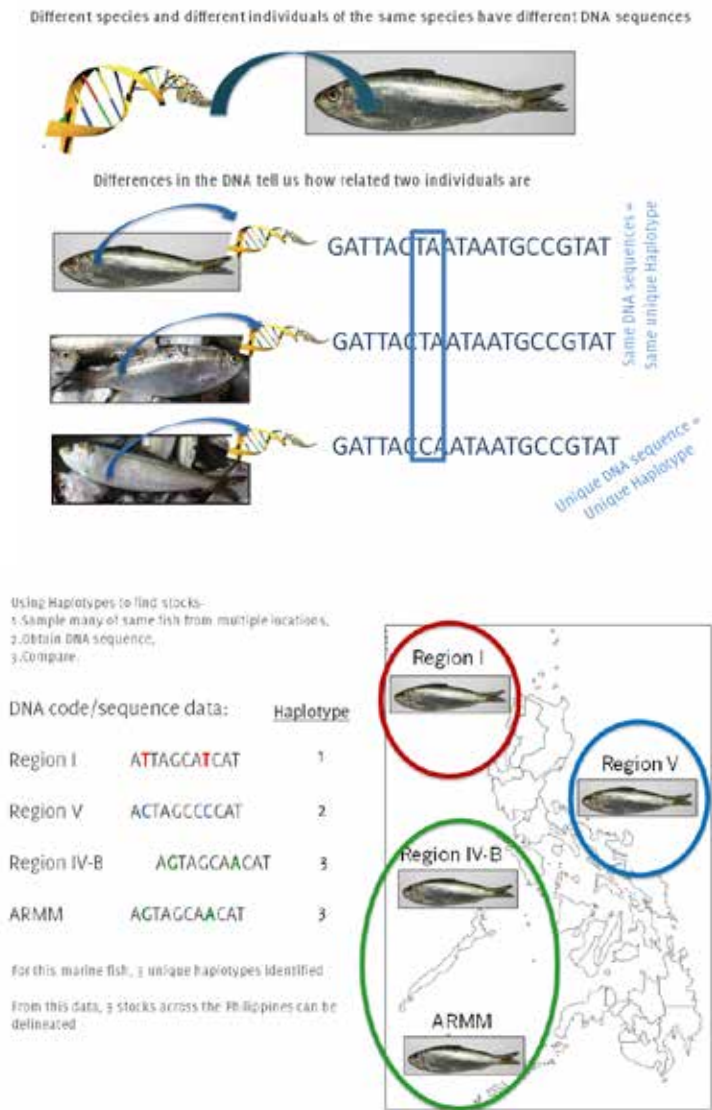 Different species and different individuals of the same species have different DNA sequences
Differences in the DNA tell us how related two individuals are
GATTACTAATAATGCCGTAT
GATTACTAATAATGCCGTAT
GATTACCAATAATGCCGTAT
Same DNA sequences =
Same unique Haplotype
Unique DNA sequence =
Unique Haplotype
Using Haplotypes to find stocks-
1.Sample many of same fish from multiple locations,
2.Obtain DNA sequence,
3.Compare.
DNA code/sequence data: Haplotype
Region I ATTAGCATCAT 1
Region V ACTAGCCCCAT 2
Region IV-B AGTAGCAACAT 3
ARMM AGTAGCAACAT 3
For this marine fish, 3 unique haplotypes identified
From this data, 3 stocks across the Philippines can be
delineated
Region I
Region V
Region IV-B
ARMM